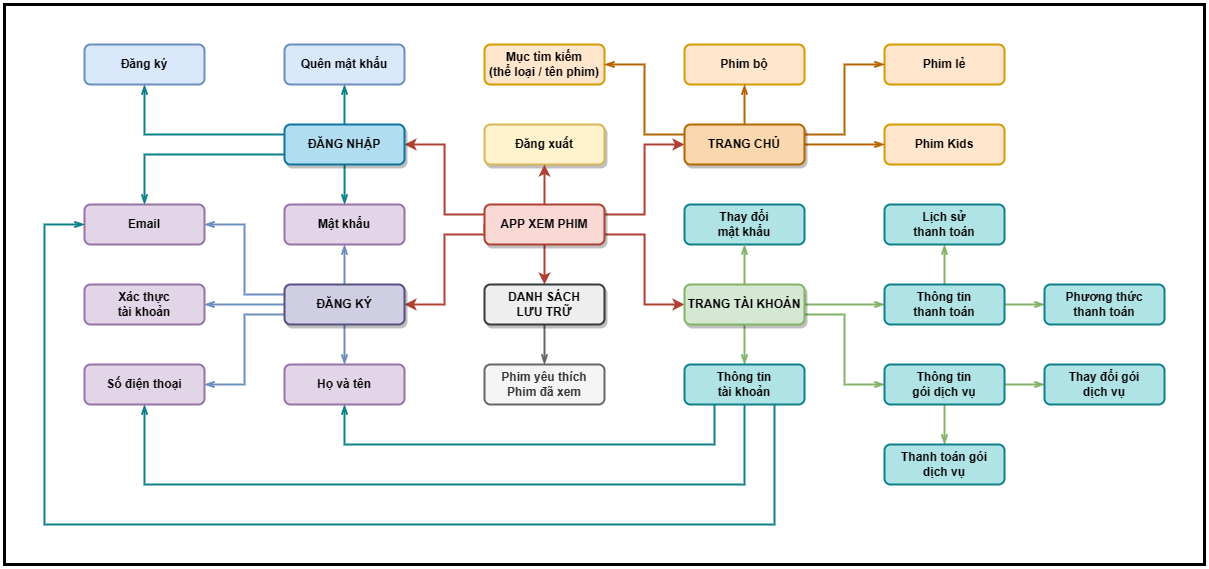 Đăng ký
Quên mật khẩu
Mục tìm kiếm
(thể loại / tên phim)
Phim bộ
Phim lẻ
ĐĂNG NHẬP
Đăng xuất
TRANG CHỦ
Phim Kids
Email
Mật khẩu
APP XEM PHIM
Thay đổi
mật khẩu
Lịch sử
thanh toán
Xác thực
tài khoản
ĐĂNG KÝ
DANH SÁCH
LƯU TRỮ
TRANG TÀI KHOẢN
Thông tin
thanh toán
Phương thức
thanh toán
Số điện thoại
Họ và tên
Phim yêu thích
Phim đã xem
Thông tin
tài khoản
Thông tin
gói dịch vụ
Thay đổi gói
dịch vụ
Thanh toán gói
dịch vụ